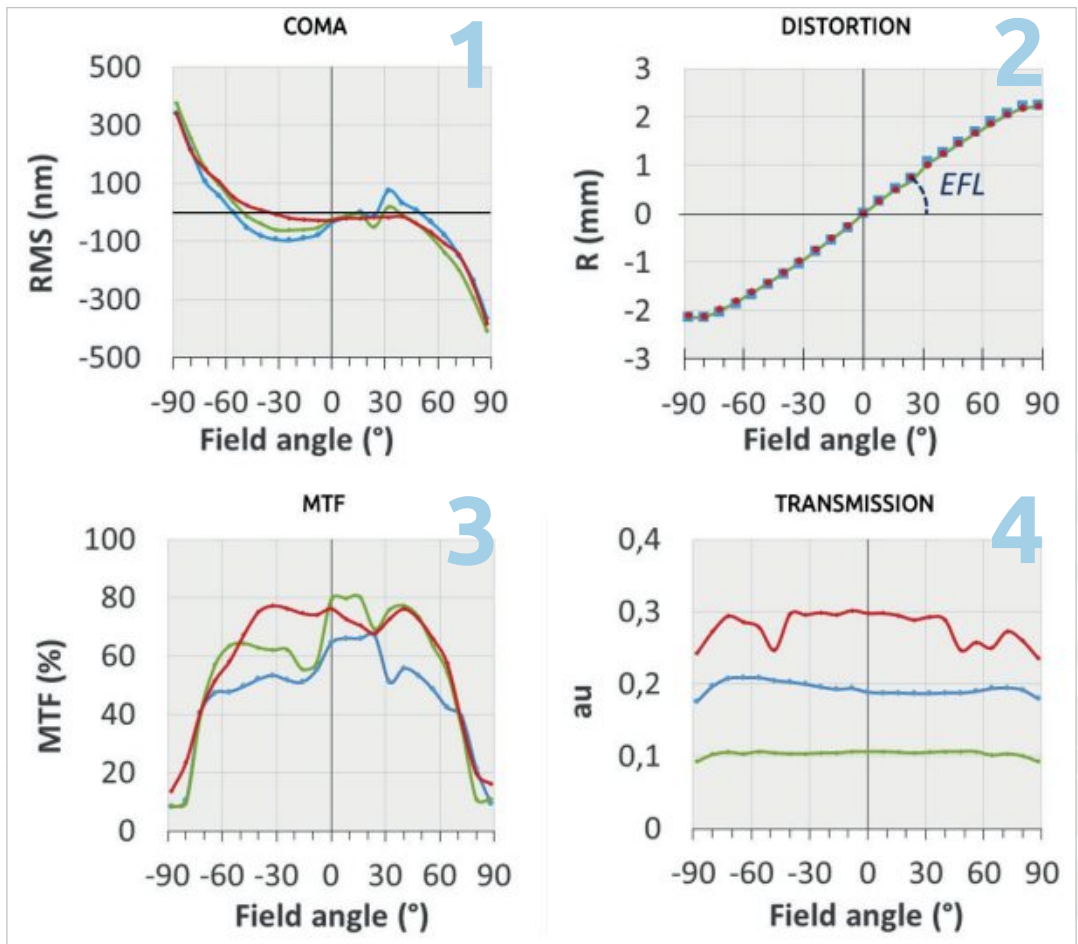 COMA
1
500
300
100
-100
-300
-500
RMS (nm)
-90 -60 -30 0 30 60 90
Field angle (°)
DISTORTION
2
3
2
1
0
-1
-2
-3
R (mm)
EFL
-90 -60 -30 0 30 60 90
Field angle (°)
MTF
3
100
80
60
40
20
0
MTF (%)
-90 -60 -30 0 30 60 90
Field angle (°)
TRANSMISSION
4
0,4
0,3
0,2
0,1
0
au
-90 -60 -30 0 30 60 90
Field angle (°)